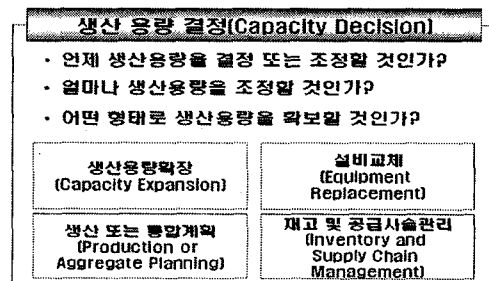 생산 용량 결정(Capacity Decision)
· 언제 생산용량을 결정 또는 조정할 것인가?
· 얼마나 생산용량을 조정할 것인가?
· 어떤 형태로 생산용량을 확보할 것인가?
생산용량확장
(Capacity Expansion)
설비교체
(Equipment
Replacement)
생산 또는 통합계획
(Production or
Aggregate Planning)
재고 및 공급사슬관리
(Inventory and
Supply Chain
Management)